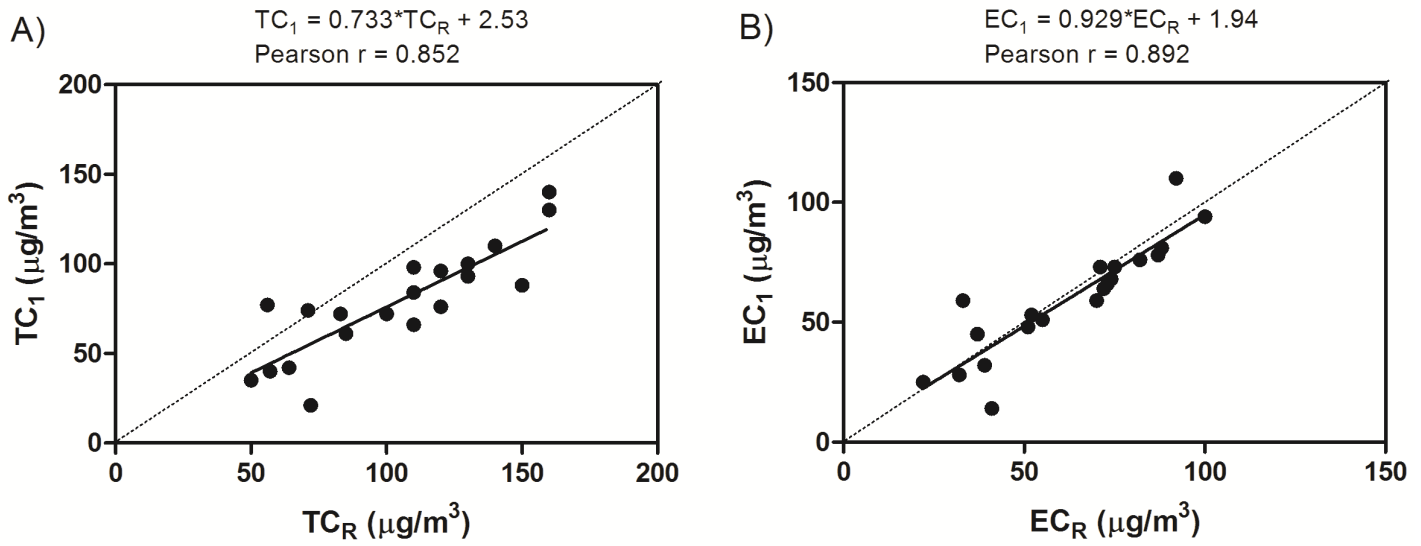 A)
TC₁ = 0.733*TCR + 2.53
Pearson r = 0.852
200
150
100
50
0
0 50 100 150 200
TC₁ (μg/m³)
TCR (μg/m³)
B)
EC₁ = 0.929*ECR + 1.94
Pearson r = 0.892
150
100
50
0
0 50 100 150
EC₁ (μg/m³)
ECR (μg/m³)